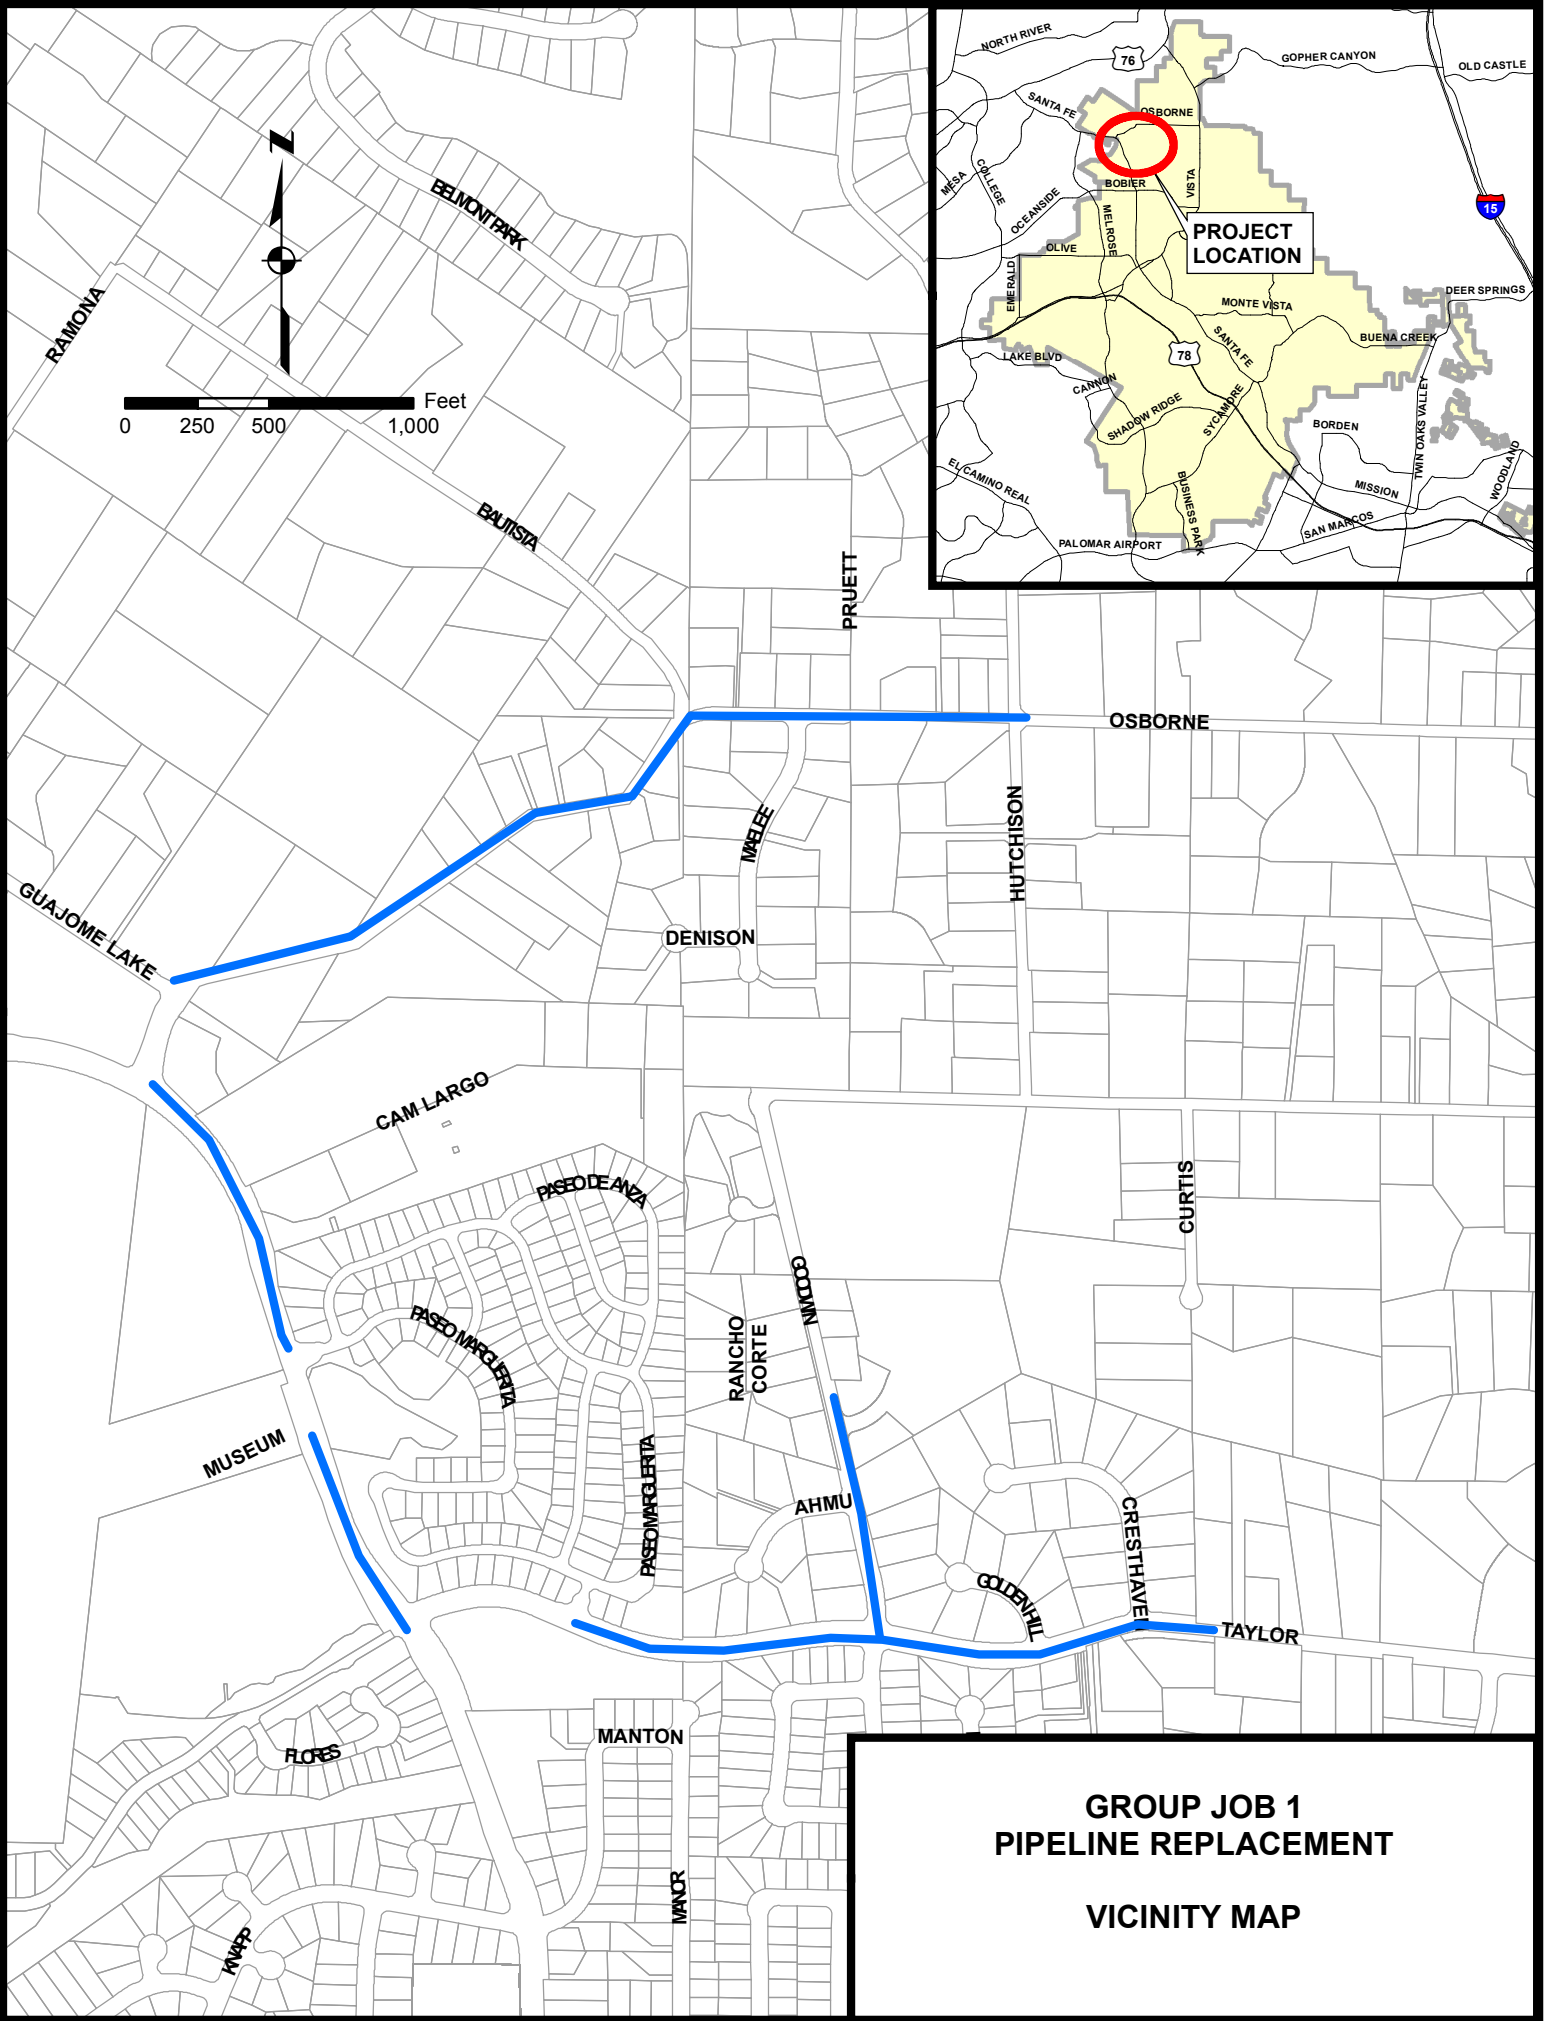 NORTH RIVER
76
GOPHER CANYON
OLD CASTLE
SANTA FE
OSBORNE
MESA
COLLEGE
OCEANSIDE
BOBIER
VISTA
15
MELROSE
PROJECT
LOCATION
OLIVE
EMERALD
DEER SPRINGS
MONTE VISTA
SANTA FE
BUENA CREEK
LAKE BLVD
78
CANNON
SHADOW RIDGE
SYCAMORE
TWIN OAKS VALLEY
BORDEN
EL CAMINO REAL
BUSINESS PARK
MISSION
WOODLAND
SAN MARCOS
PALOMAR AIRPORT
Z
BELMONT PARK
RAMONA
Feet
0 250 500 1,000
BAUTISTA
PRUETT
OSBORNE
MAELEE
HUTCHISON
GUAJOME LAKE
DENISON
CAM LARGO
PASEO DE ANZA
CURTIS
GOODWIN
PASEO MARGUERITA
RANCHO
CORTE
MUSEUM
PASEO MARGUERITA
AHMU
CRESTHAVEN
GOLDEN HILL
TAYLOR
MANTON
FLORES
MANOR
KNAPP
GROUP JOB 1
PIPELINE REPLACEMENT
VICINITY MAP